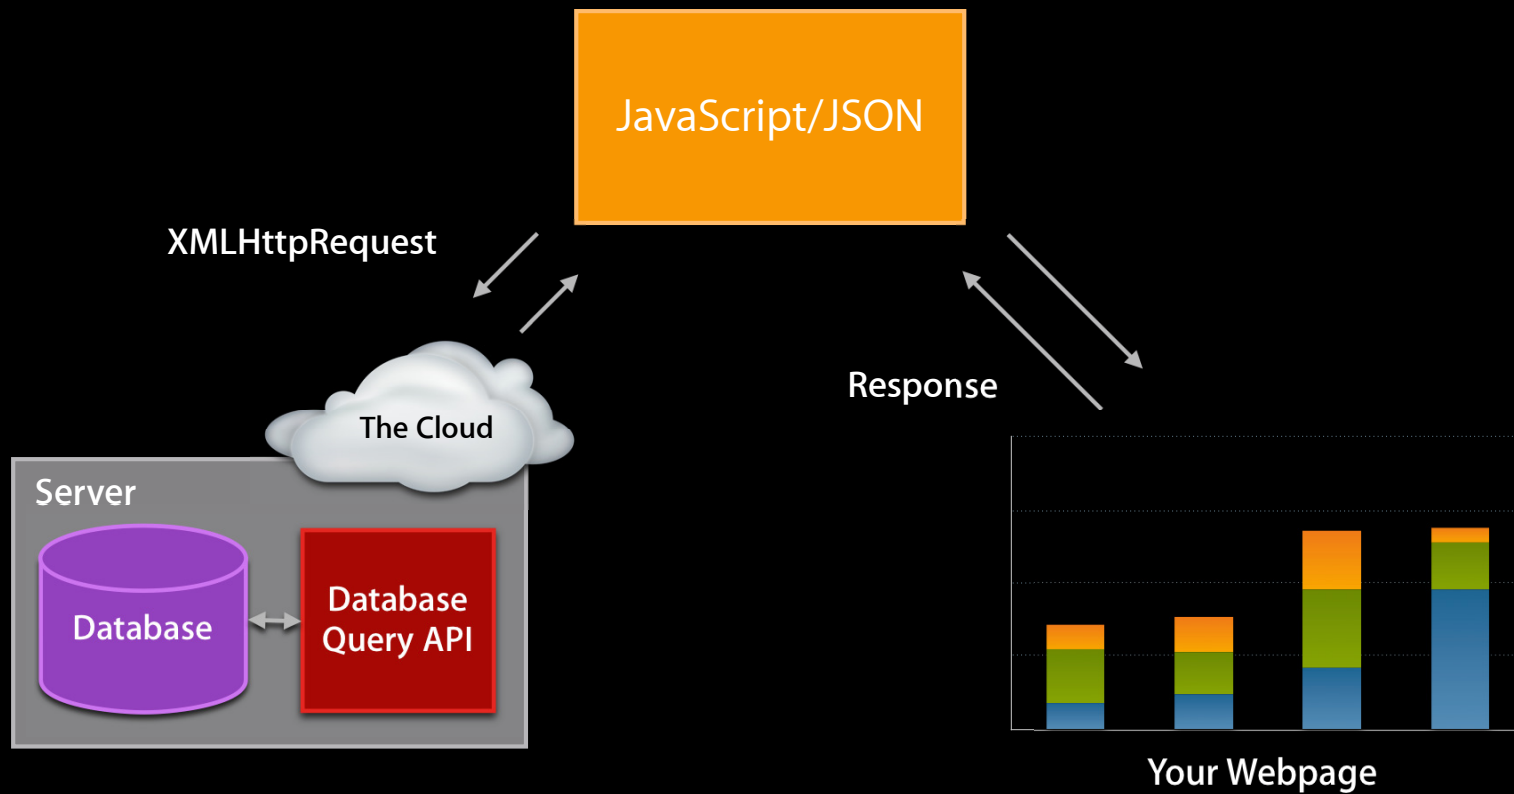 JavaScript/JSON
XMLHttpRequest
Response
The Cloud
Server
Database
Database
Query API
Your Webpage